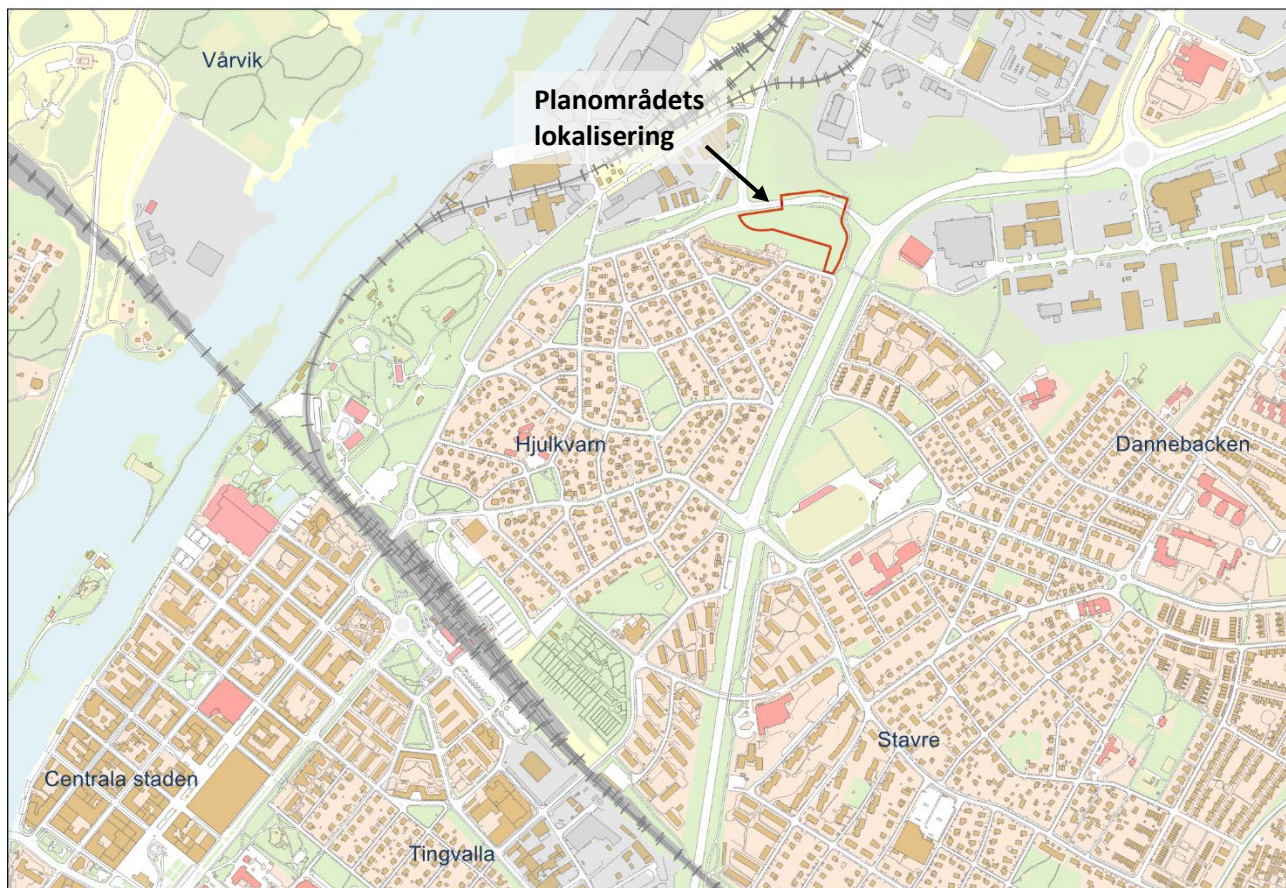 Vårvik
Planområdets
lokalisering
Hjulkvarn
Dannebacken
Stavre
Centrala staden
Tingvalla